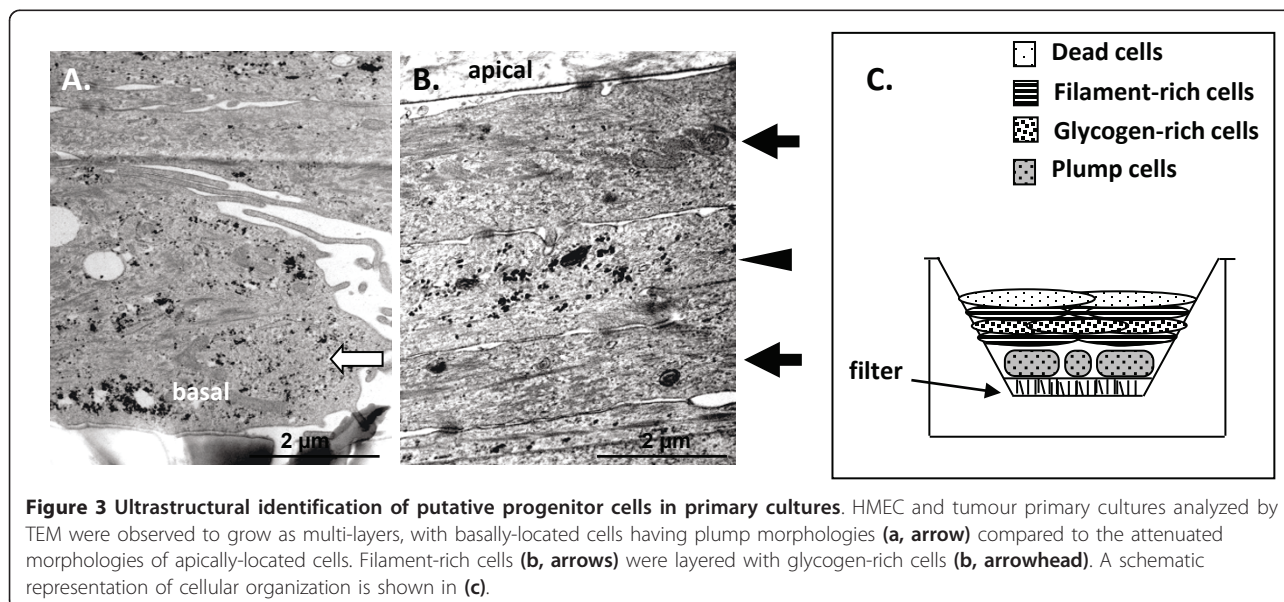 A.
basal
2 µm
B.
apical
2 µm
C.
Dead cells
Filament-rich cells
Glycogen-rich cells
Plump cells
filter
Figure 3 Ultrastructural identification of putative progenitor cells in primary cultures. HMEC and tumour primary cultures analyzed by
TEM were observed to grow as multi-layers, with basally-located cells having plump morphologies (a, arrow) compared to the attenuated
morphologies of apically-located cells. Filament-rich cells (b, arrows) were layered with glycogen-rich cells (b, arrowhead). A schematic
representation of cellular organization is shown in (c).